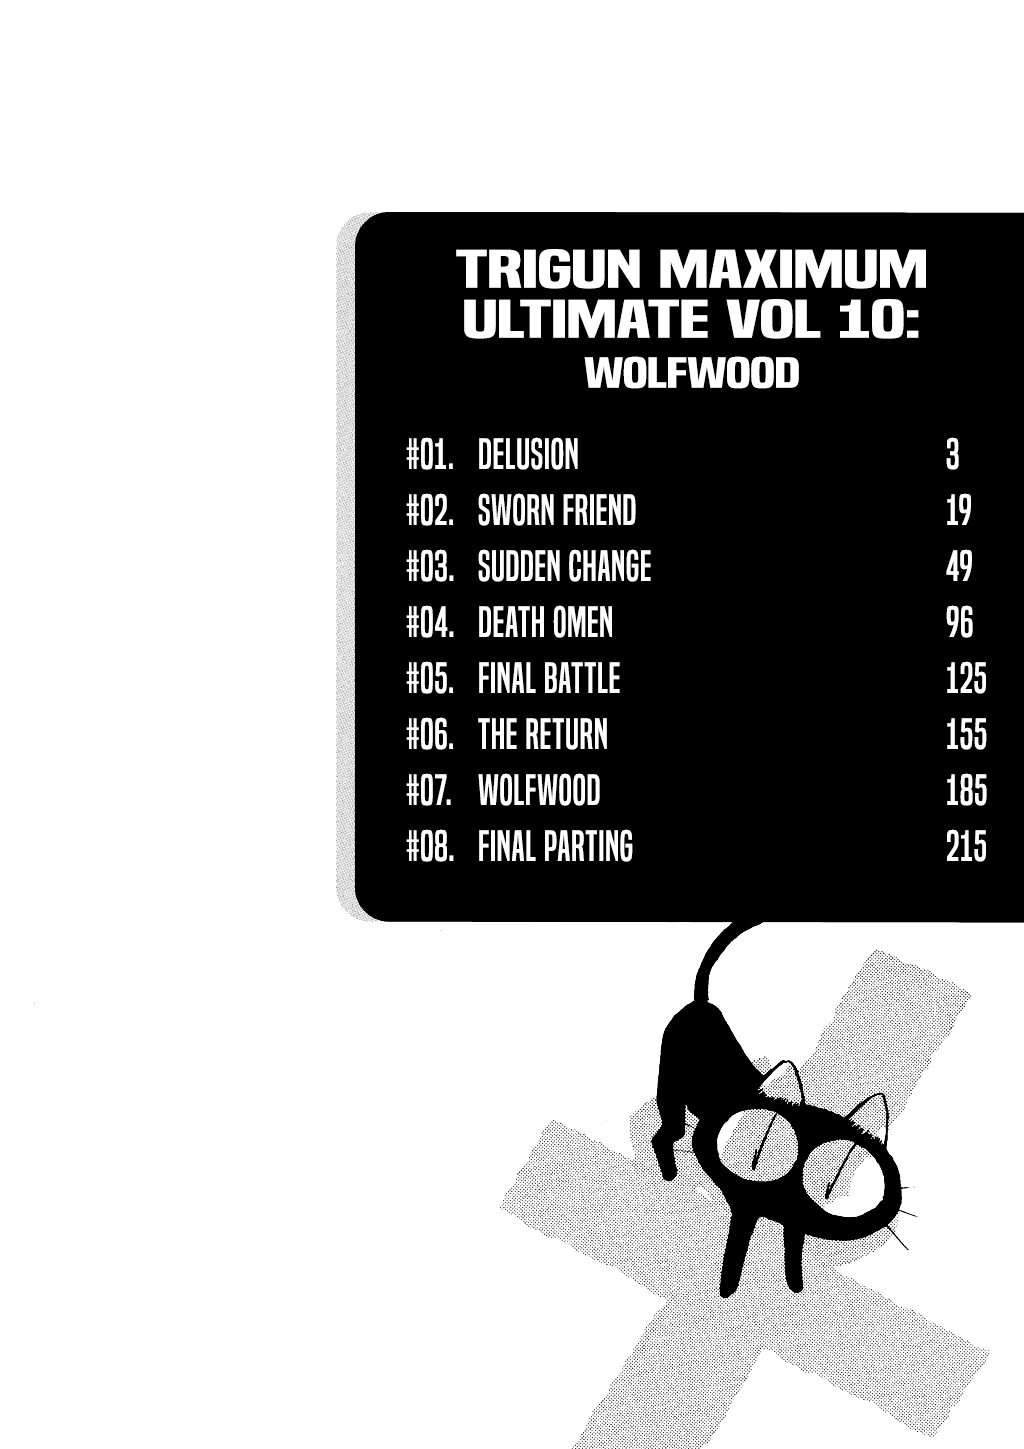 TRIGUN MAXIMUM
ULTIMATE VOL 10:
WOLFWOOD
#01. DELUSION 3
#02. SWORN FRIEND 19
#03. SUDDEN CHANGE 49
#04. DEATH OMEN 96
#05. FINAL BATTLE 125
#06. THE RETURN 155
#07. WOLFWOOD 185
#08. FINAL PARTING 215